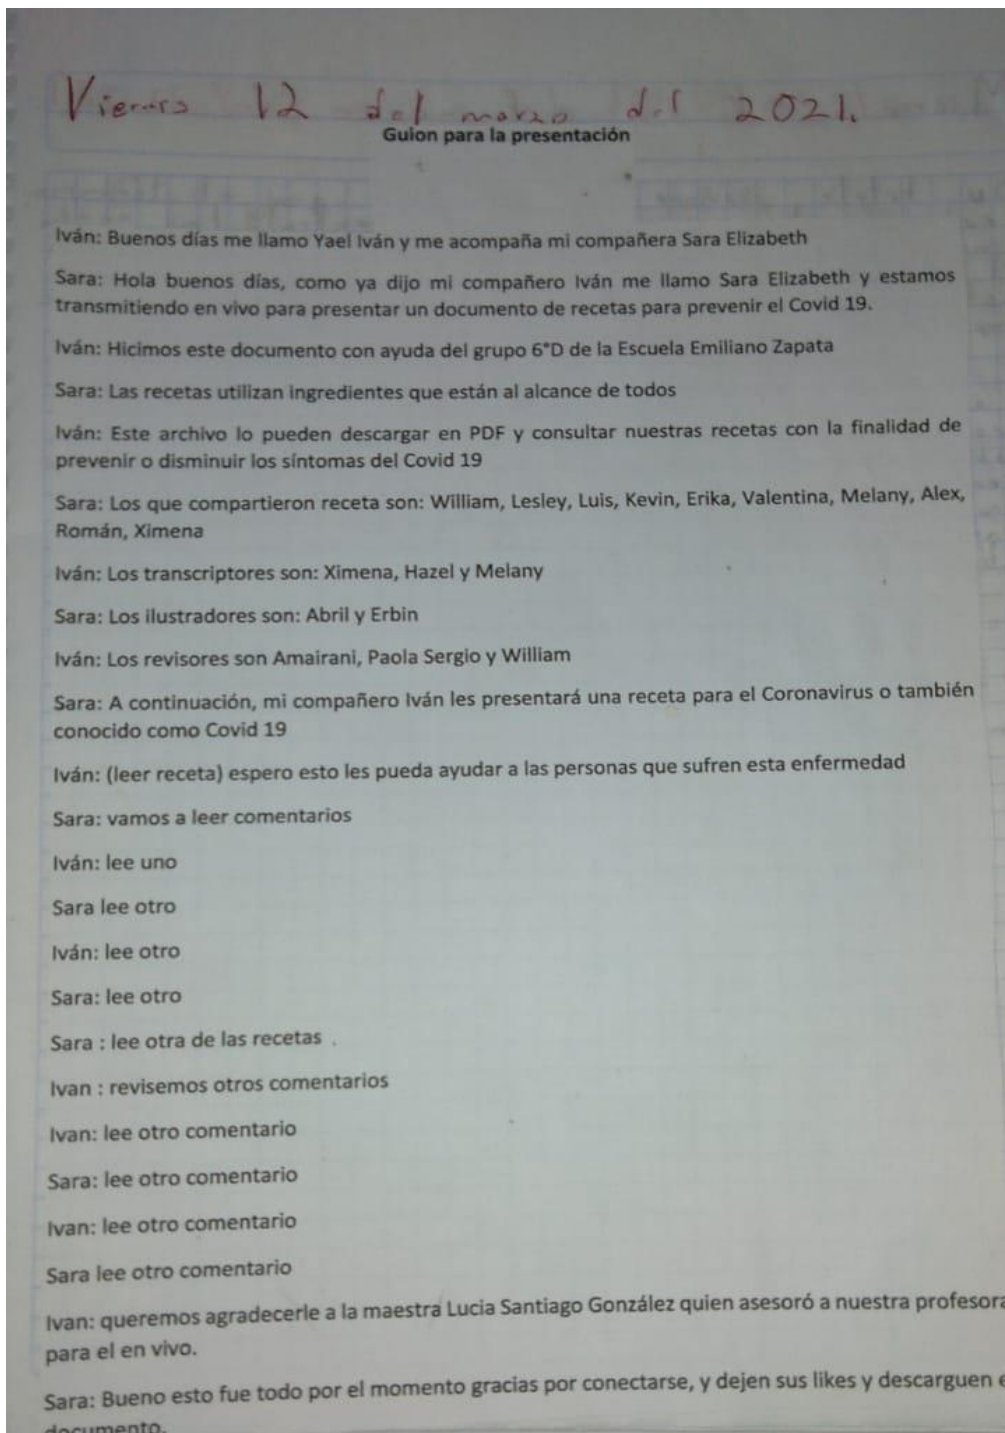 Viernes 12 del marzo del 2021.
Guion para la presentación
Iván: Buenos días me llamo Yael Iván y me acompaña mi compañera Sara Elizabeth
Sara: Hola buenos días, como ya dijo mi compañero Iván me llamo Sara Elizabeth y estamos
transmitiendo en vivo para presentar un documento de recetas para prevenir el Covid 19.
Iván: Hicimos este documento con ayuda del grupo 6°D de la Escuela Emiliano Zapata
Sara: Las recetas utilizan ingredientes que están al alcance de todos
Iván: Este archivo lo pueden descargar en PDF y consultar nuestras recetas con la finalidad de
prevenir o disminuir los síntomas del Covid 19
Sara: Los que compartieron receta son: William, Lesley, Luis, Kevin, Erika, Valentina, Melany, Alex,
Román, Ximena
Iván: Los transcriptores son: Ximena, Hazel y Melany
Sara: Los ilustradores son: Abril y Erbin
Iván: Los revisores son Amairani, Paola Sergio y William
Sara: A continuación, mi compañero Iván les presentará una receta para el Coronavirus o también
conocido como Covid 19
Iván: (leer receta) espero esto les pueda ayudar a las personas que sufren esta enfermedad
Sara: vamos a leer comentarios
Iván: lee uno
Sara lee otro
Iván: lee otro
Sara: lee otro
Sara : lee otra de las recetas
Ivan : revisemos otros comentarios
Ivan: lee otro comentario
Sara: lee otro comentario
Ivan: lee otro comentario
Sara lee otro comentario
Ivan: queremos agradecerle a la maestra Lucia Santiago González quien asesoró a nuestra profesora
para el en vivo.
Sara: Bueno esto fue todo por el momento gracias por conectarse, y dejen sus likes y descarguen e
documento.